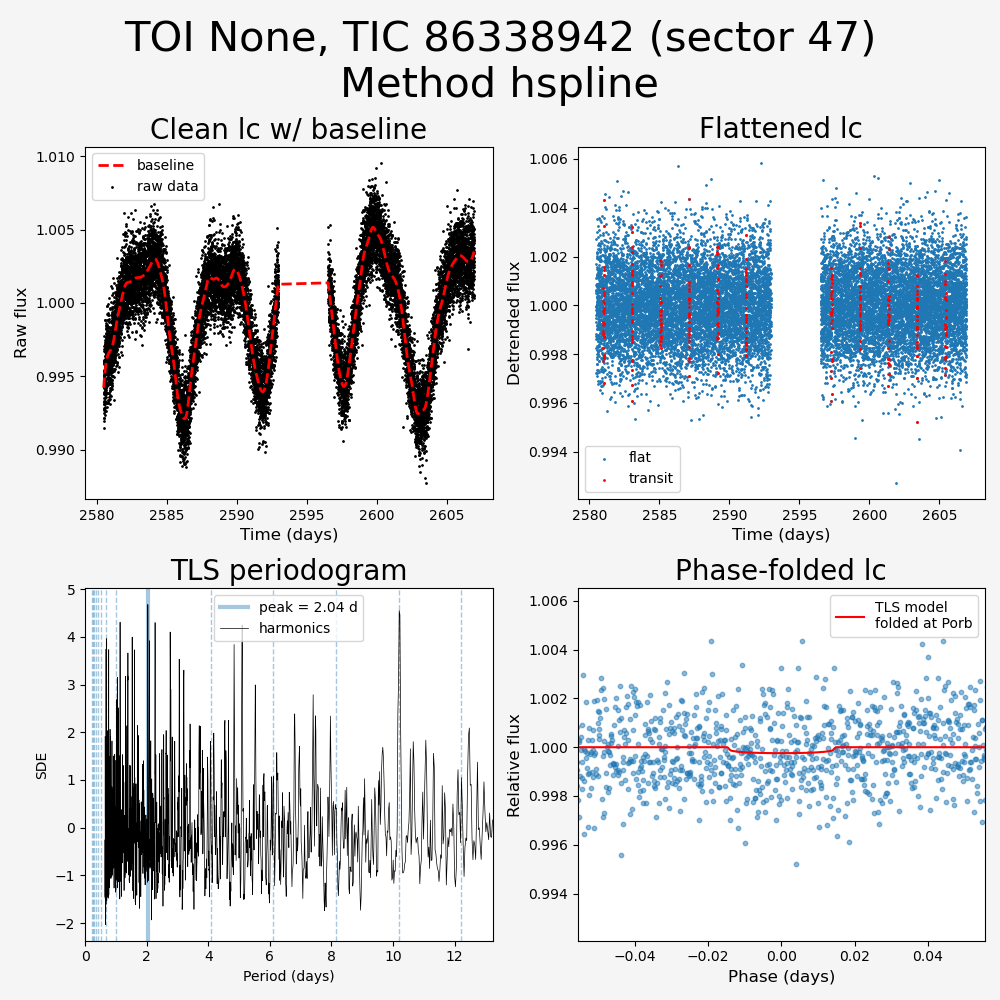 TOI None, TIC 86338942 (sector 47)
Method hspline
Clean lc w/ baseline
Flattened lc
1.010
1.005
1.000
0.995
0.990
Raw flux
baseline
raw data
2580 2585 2590 2595 2600 2605
Time (days)
1.006
1.004
1.002
1.000
0.998
0.996
0.994
Detrended flux
flat
transit
2580 2585 2590 2595 2600 2605
Time (days)
TLS periodogram
Phase-folded lc
5
4
3
2
1
0
−1
−2
SDE
peak = 2.04 d
harmonics
0 2 4 6 8 10 12
Period (days)
1.006
1.004
1.002
1.000
0.998
0.996
0.994
Relative flux
TLS model
folded at Porb
−0.04 −0.02 0.00 0.02 0.04
Phase (days)